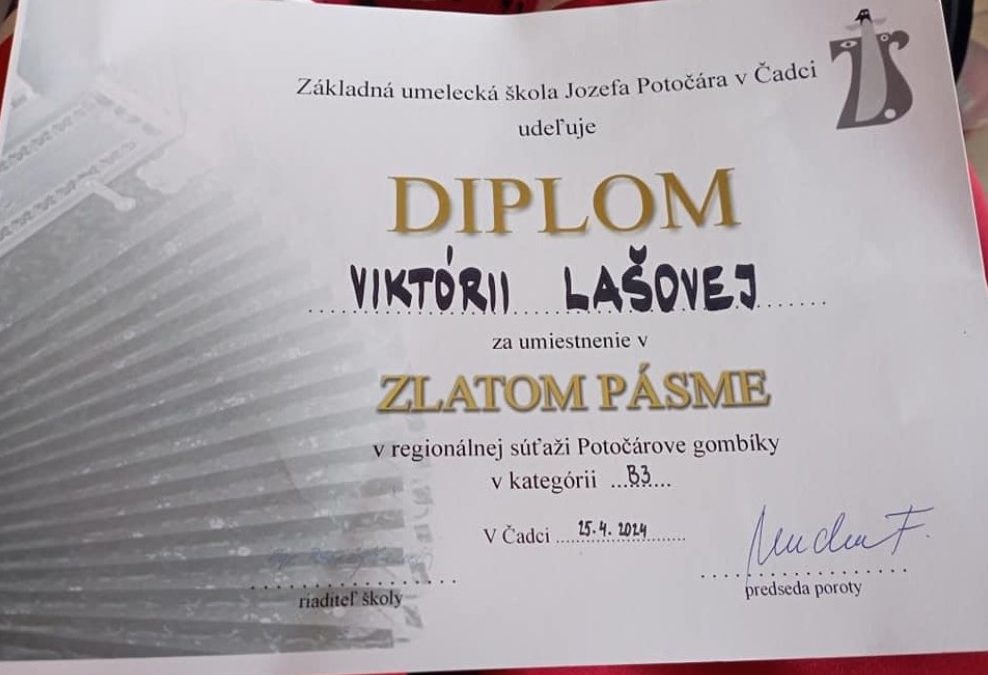 Základná umelecká škola Jozefa Potočára v Čadci
udeľuje
DIPLOM
VIKTÓRII LAŠOVEJ
za umiestnenie v
ZLATOM PÁSME
v regionálnej súťaži Potočárove gombíky
v kategórii ...B3....
V Čadci ....25.4.2024........
riaditeľ školy
predseda poroty